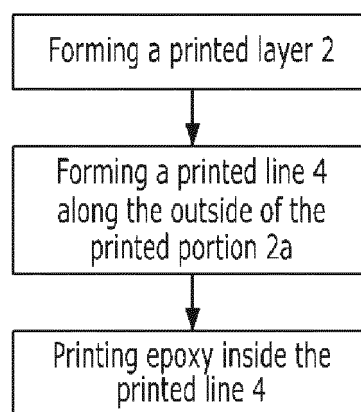 Forming a printed layer 2
Forming a printed line 4
along the outside of the
printed portion 2a
Printing epoxy inside the
printed line 4